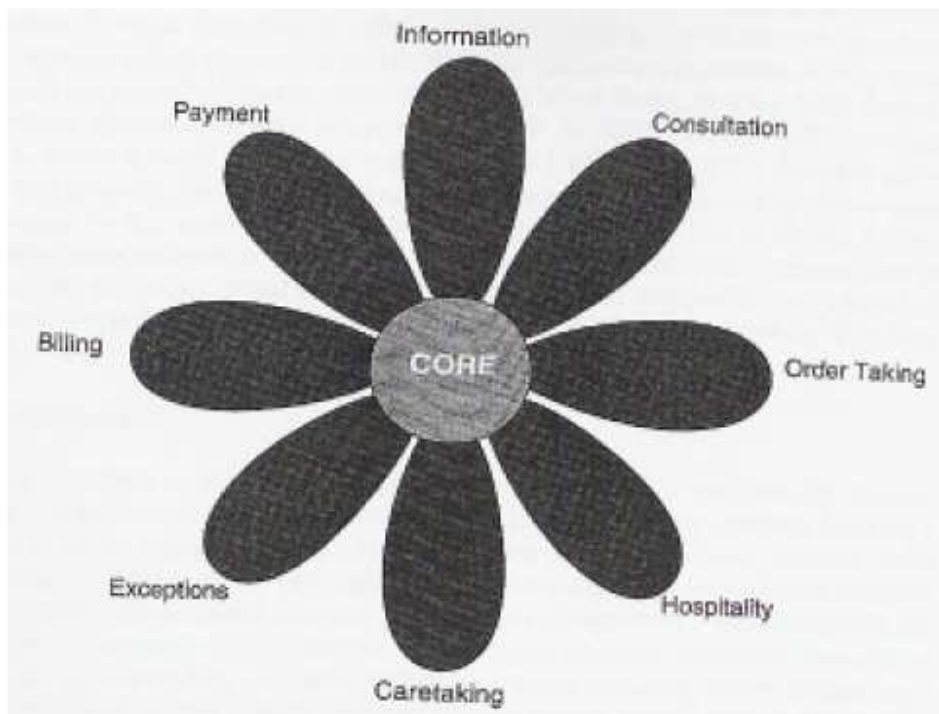 Information
Consultation
Order Taking
Hospitality
Caretaking
Exceptions
Billing
Payment
CORE